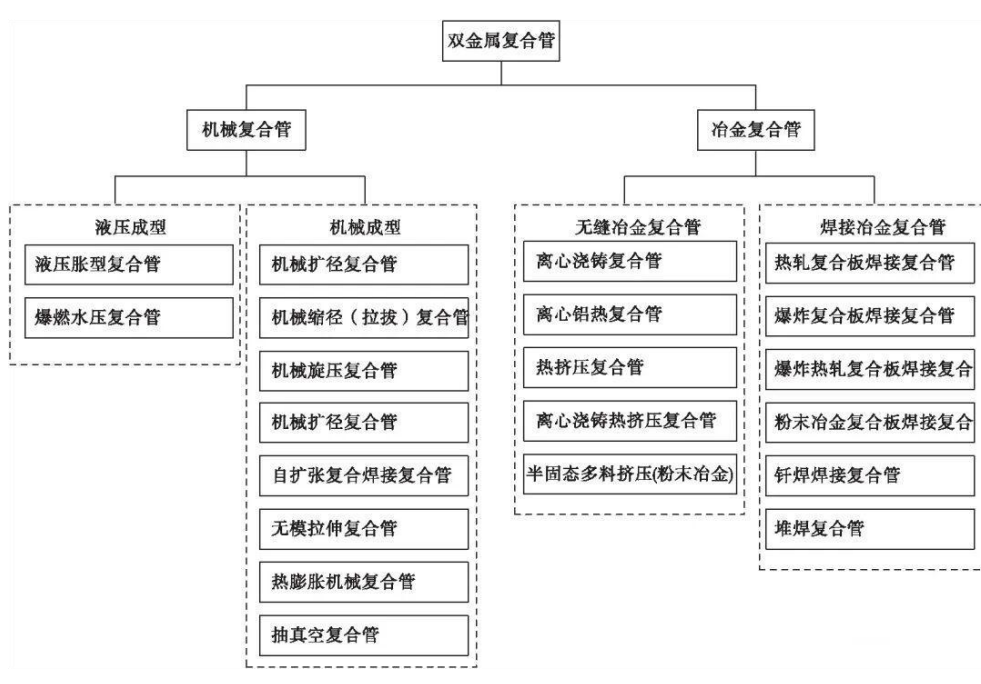 双金属复合管
机械复合管
冶金复合管
液压成型
液压胀型复合管
爆燃水压复合管
机械成型
机械扩径复合管
机械缩径（拉拔）复合管
机械旋压复合管
机械扩径复合管
自扩张复合焊接复合管
无模拉伸复合管
热膨胀机械复合管
抽真空复合管
无缝冶金复合管
离心浇铸复合管
离心铝热复合管
热挤压复合管
离心浇铸热挤压复合管
半固态多料挤压(粉末冶金)
焊接冶金复合管
热轧复合板焊接复合管
爆炸复合板焊接复合管
爆炸热轧复合板焊接复合
粉末冶金复合板焊接复合
钎焊焊接复合管
堆焊复合管